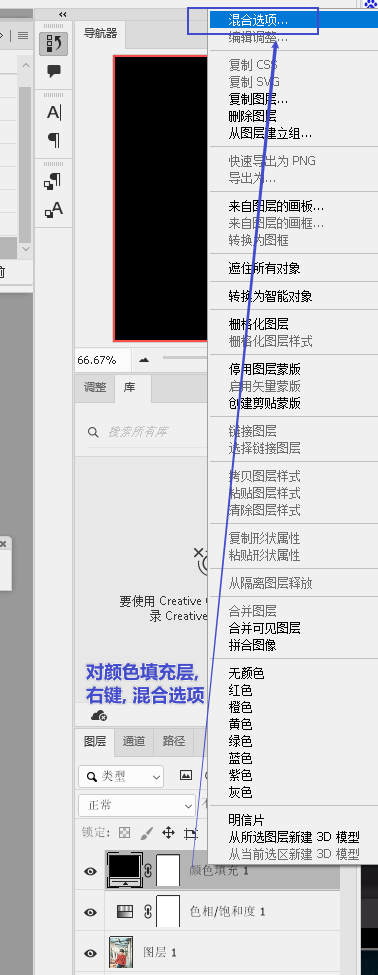 导航器
66.67%
调整
库
搜索所有库
要使用 Creative
录 Creative
对颜色填充层,
右键, 混合选项
图层
通道
路径
类型
正常
锁定:
颜色填充 1
色相/饱和度 1
图层 1
混合选项...
编辑调整...
复制 CSS
复制 SVG
复制图层...
删除图层
从图层建立组...
快速导出为 PNG
导出为...
来自图层的画板...
来自图层的画框...
转换为图框
遮住所有对象
转换为智能对象
栅格化图层
栅格化图层样式
停用图层蒙版
启用矢量蒙版
创建剪贴蒙版
链接图层
选择链接图层
拷贝图层样式
粘贴图层样式
清除图层样式
复制形状属性
粘贴形状属性
从隔离图层释放
合并图层
合并可见图层
拼合图像
无颜色
红色
橙色
黄色
绿色
蓝色
紫色
灰色
明信片
从所选图层新建 3D 模型
从当前选区新建 3D 模型